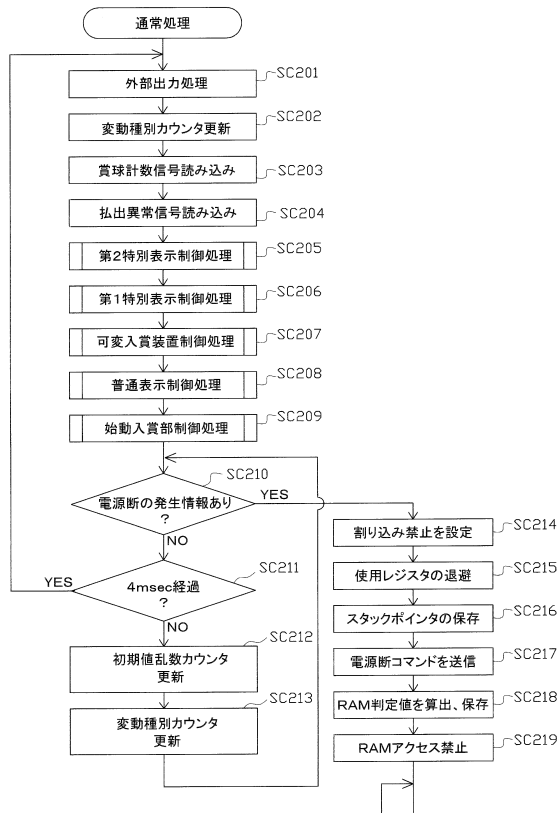 通常処理
外部出力処理
SC201
変動種別カウンタ更新
SC202
賞球計数信号読み込み
SC203
払出異常信号読み込み
SC204
第2特別表示制御処理
SC205
第1特別表示制御処理
SC206
可変入賞装置制御処理
SC207
普通表示制御処理
SC208
始動入賞部制御処理
SC209
SC210
電源断の発生情報あり
?
YES
NO
SC211
4msec経過
?
YES
NO
SC212
初期値乱数カウンタ
更新
SC213
変動種別カウンタ
更新
割り込み禁止を設定
SC214
使用レジスタの退避
SC215
スタックポインタの保存
SC216
電源断コマンドを送信
SC217
RAM判定値を算出、保存
SC218
RAMアクセス禁止
SC219